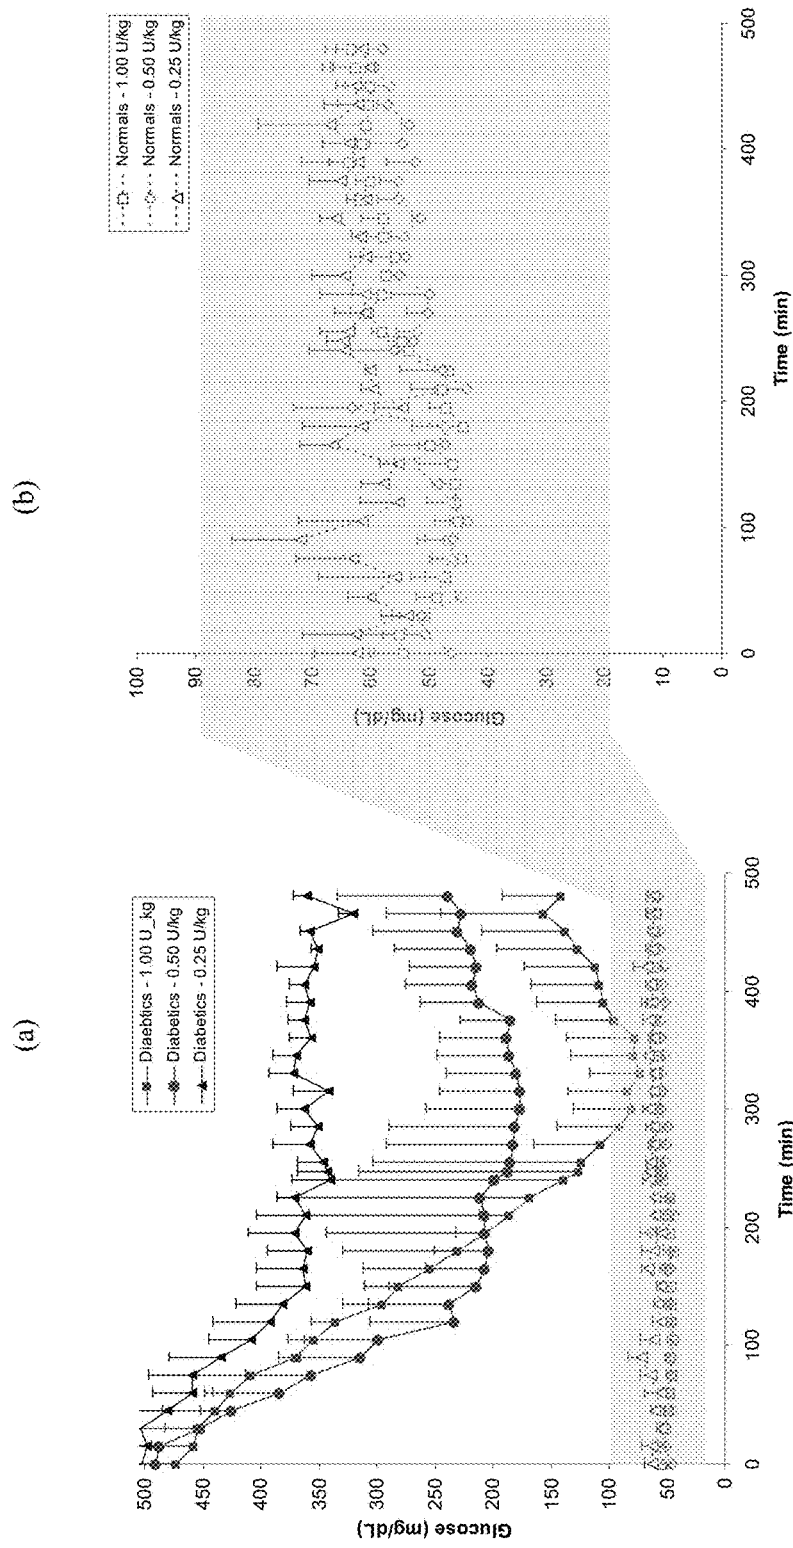 (a)
Diaebtics - 1.00 U_kg
Diabetics - 0.50 U/kg
Diabetics - 0.25 U/kg
Glucose (mg/dL)
500
450
400
350
300
250
200
150
100
50
0
0
100
200
300
400
500
Time (min)
(b)
Normals - 1.00 U/kg
Normals - 0.50 U/kg
Normals - 0.25 U/kg
Glucose (mg/dL)
100
90
80
70
60
50
40
30
20
10
0
0
100
200
300
400
500
Time (min)